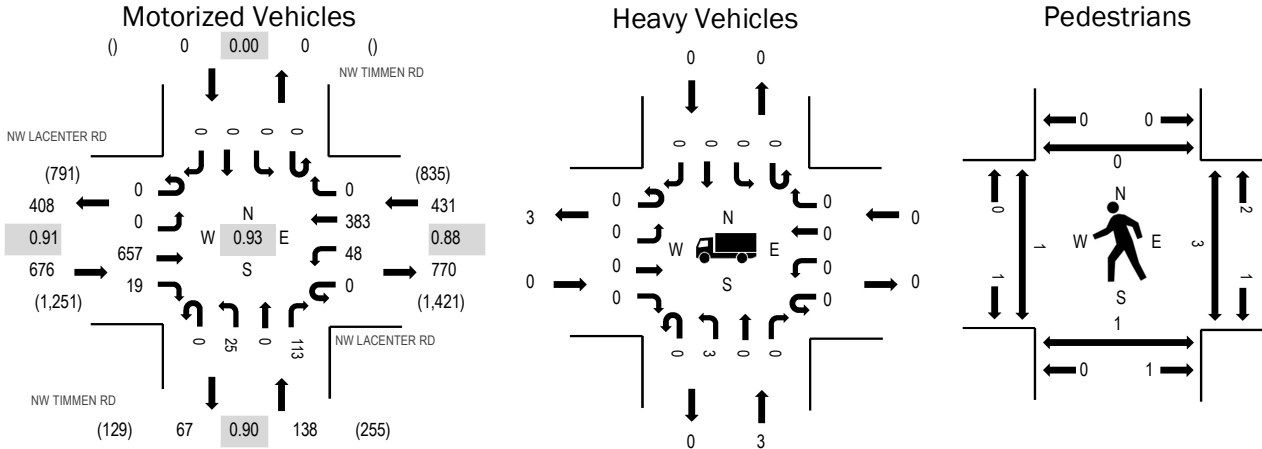 Motorized Vehicles
() 0 0.00 0 ()
NW TIMMEN RD
NW LACENTER RD
0 0 0 0
(791) (835)
0 0
408 431
0 383
N
0.91 W 0.93 E 0.88
657 48
676 S 770
19 0
(1,251) (1,421)
0 25 0 113
NW LACENTER RD
NW TIMMEN RD
(129) 67 0.90 138 (255)
Heavy Vehicles
0 0
0 0 0 0
0 0
3 0
0 0
N
W E
0 0
S
0 0
0 0
0 3 0 0
0 3
Pedestrians
0 0
0
N
0 2
1 W E 3
1 1
S
1
0 1